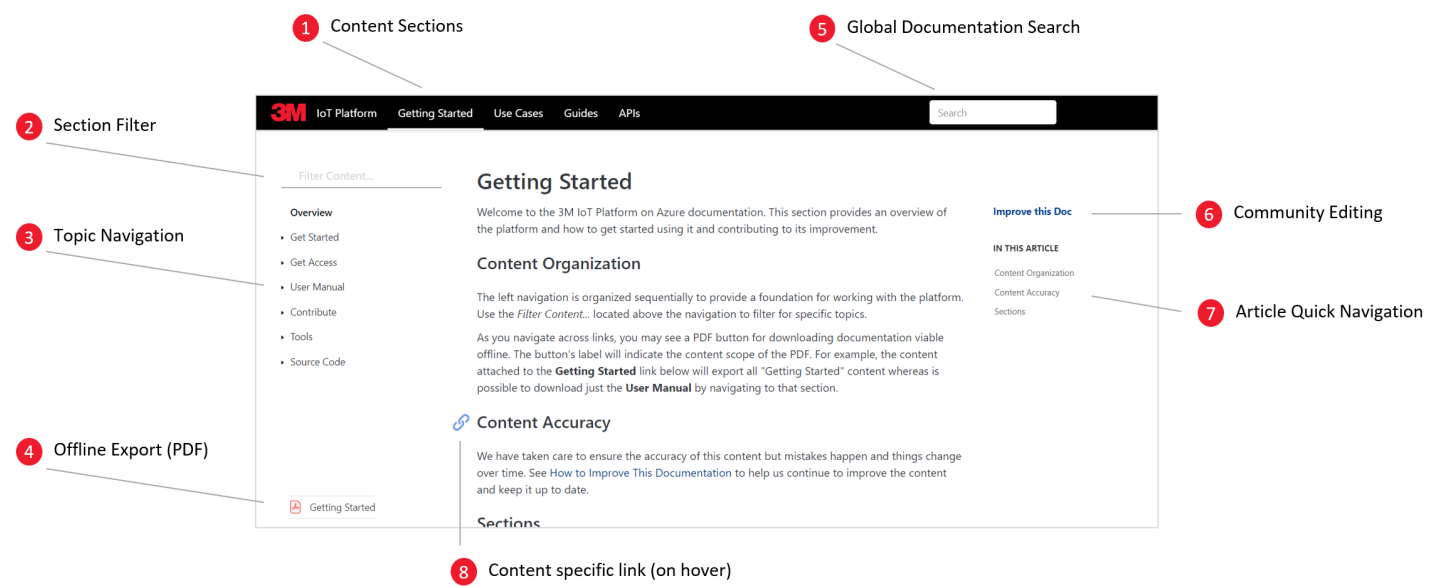 1 Content Sections
5 Global Documentation Search
3M IoT Platform Getting Started Use Cases Guides APIs Search
2 Section Filter
Filter Content...
Overview
Get Started
Get Access
User Manual
Contribute
Tools
Source Code
3 Topic Navigation
4 Offline Export (PDF)
Getting Started
Getting Started
Welcome to the 3M IoT Platform on Azure documentation. This section provides an overview of
the platform and how to get started using it and contributing to its improvement.
Content Organization
The left navigation is organized sequentially to provide a foundation for working with the platform.
Use the Filter Content... located above the navigation to filter for specific topics.
As you navigate across links, you may see a PDF button for downloading documentation viable
offline. The button's label will indicate the content scope of the PDF. For example, the content
attached to the Getting Started link below will export all "Getting Started" content whereas is
possible to download just the User Manual by navigating to that section.
Content Accuracy
We have taken care to ensure the accuracy of this content but mistakes happen and things change
over time. See How to Improve This Documentation to help us continue to improve the content
and keep it up to date.
Sections
Improve this Doc
IN THIS ARTICLE
Content Organization
Content Accuracy
Sections
6 Community Editing
7 Article Quick Navigation
8 Content specific link (on hover)